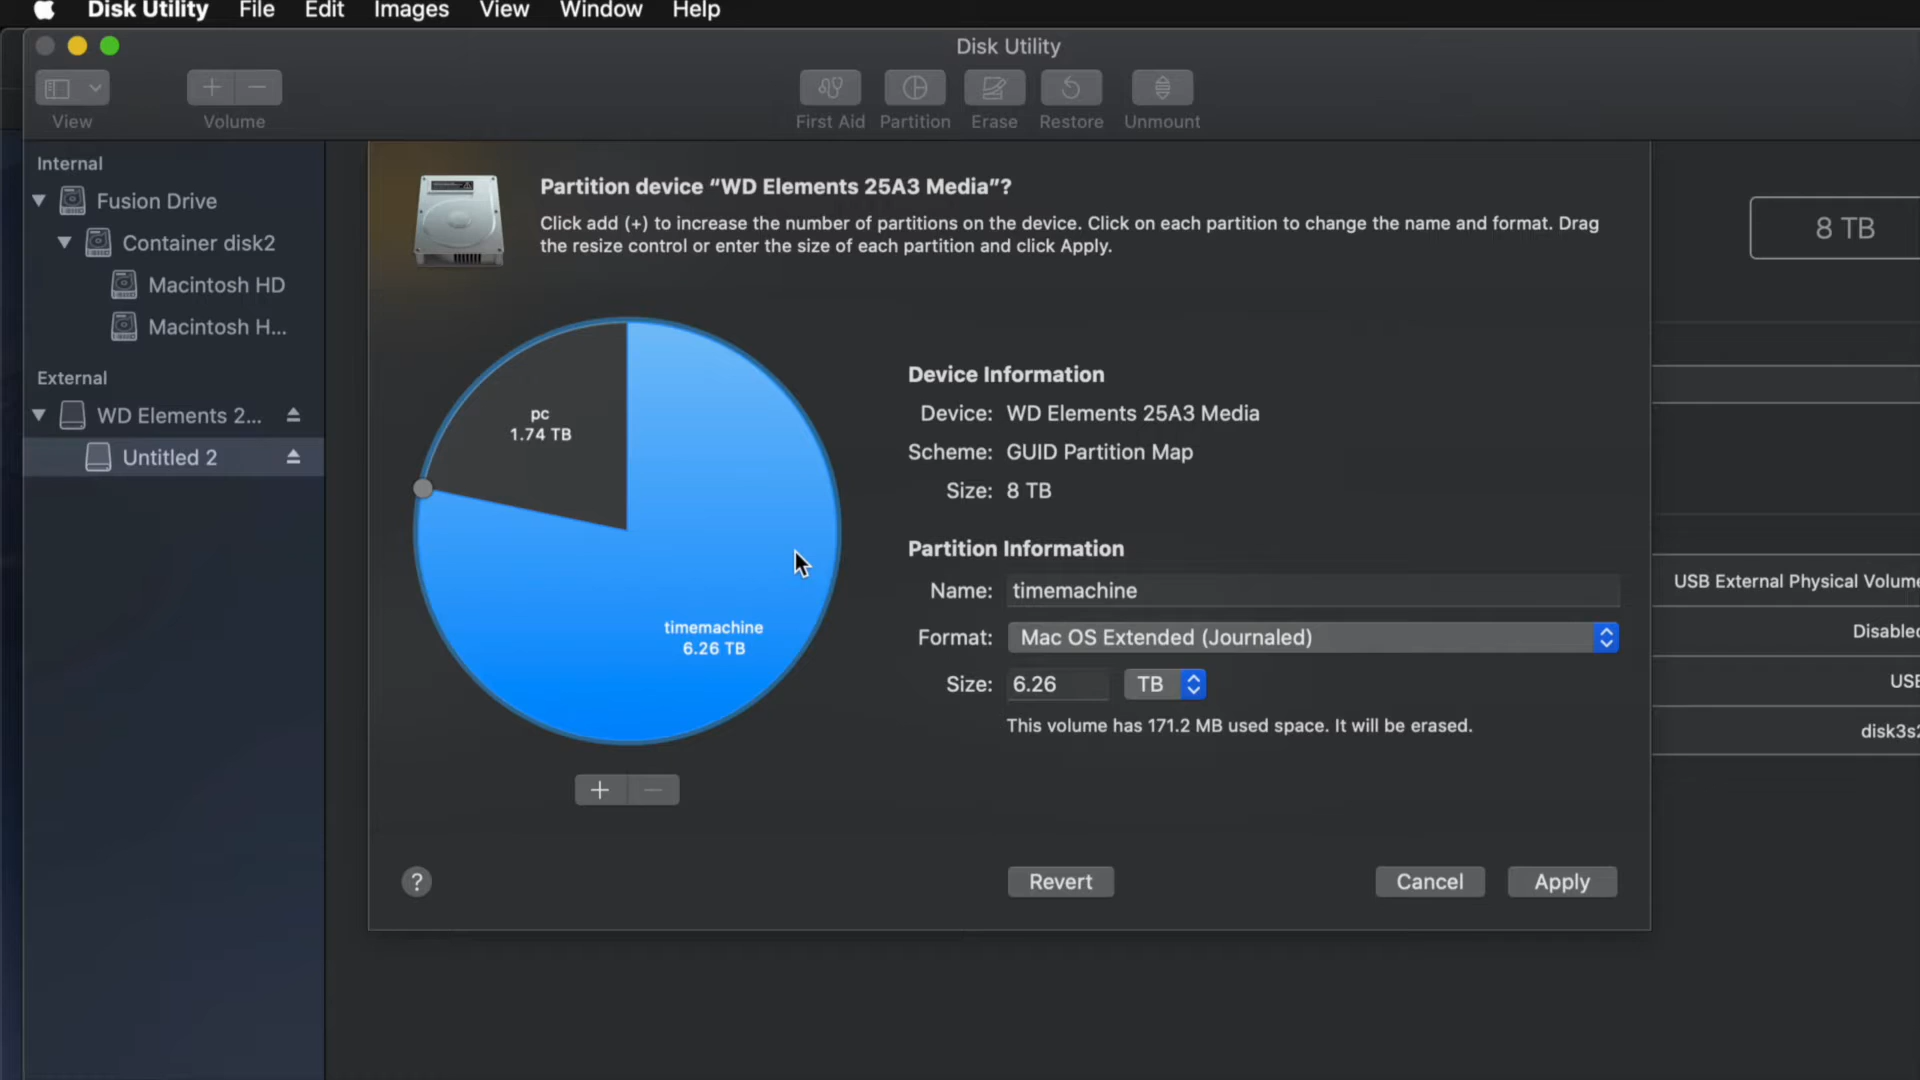 Disk Utility File Edit Images View Window Help
Disk Utility
View Volume First Aid Partition Erase Restore Unmount
Internal
Fusion Drive
Container disk2
Macintosh HD
Macintosh H...
External
WD Elements 2...
Untitled 2
Partition device “WD Elements 25A3 Media”?
Click add (+) to increase the number of partitions on the device. Click on each partition to change the name and format. Drag
the resize control or enter the size of each partition and click Apply.
pc
1.74 TB
timemachine
6.26 TB
Device Information
Device: WD Elements 25A3 Media
Scheme: GUID Partition Map
Size: 8 TB
Partition Information
Name: timemachine
Format: Mac OS Extended (Journaled)
Size: 6.26 TB
This volume has 171.2 MB used space. It will be erased.
?
Revert Cancel Apply
8 TB
USB External Physical Volume
Disabled
USB
disk3s2